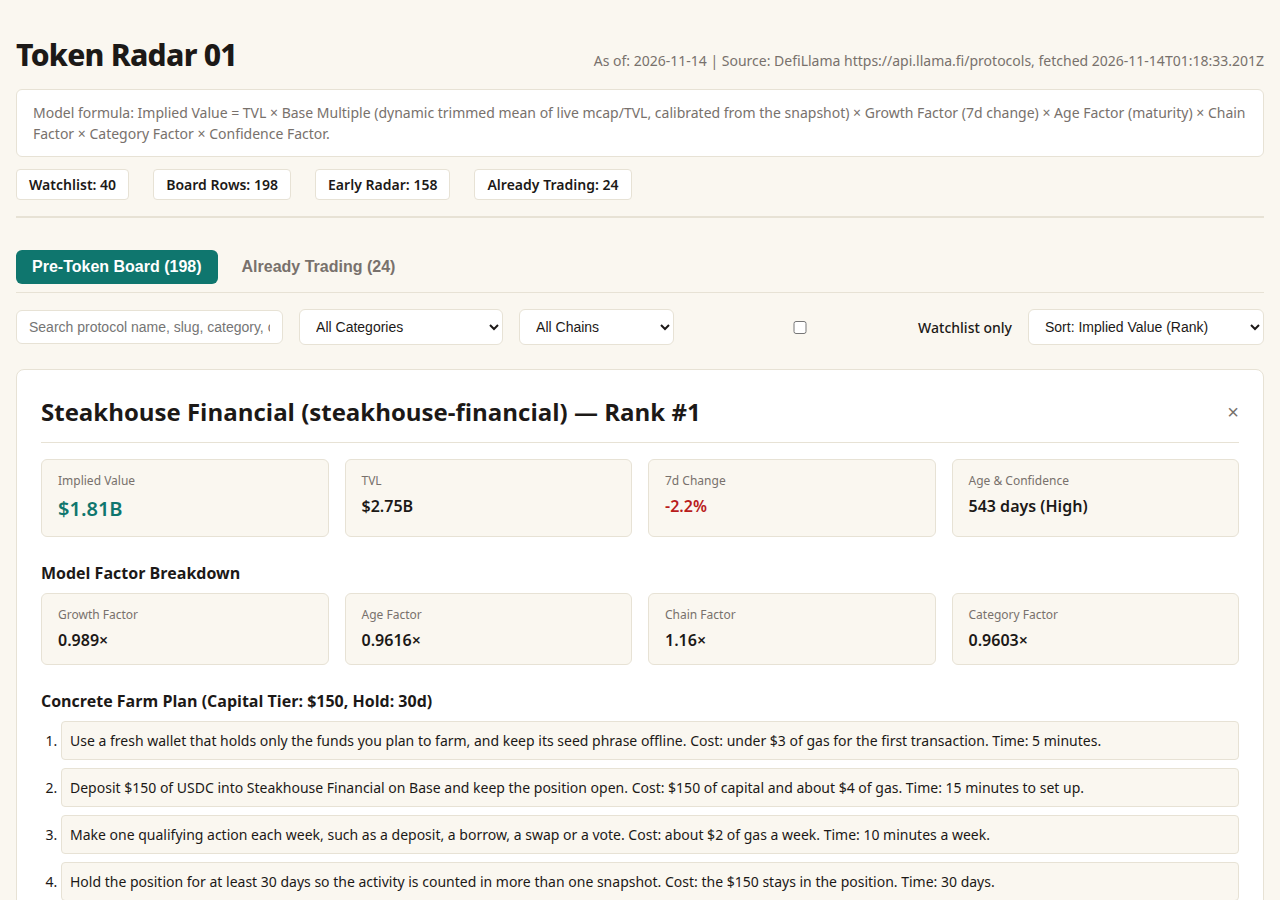 Token Radar 01
As of: 2026-11-14 | Source: DefiLlama https://api.llama.fi/protocols, fetched 2026-11-14T01:18:33.201Z
Model formula: Implied Value = TVL × Base Multiple (dynamic trimmed mean of live mcap/TVL, calibrated from the snapshot) × Growth Factor (7d change) × Age Factor (maturity) × Chain
Factor × Category Factor × Confidence Factor.
Watchlist: 40
Board Rows: 198
Early Radar: 158
Already Trading: 24
Pre-Token Board (198)
Already Trading (24)
Search protocol name, slug, category,
All Categories
All Chains
Watchlist only
Sort: Implied Value (Rank)
Steakhouse Financial (steakhouse-financial) — Rank #1
×
Implied Value
$1.81B
TVL
$2.75B
7d Change
-2.2%
Age & Confidence
543 days (High)
Model Factor Breakdown
Growth Factor
0.989×
Age Factor
0.9616×
Chain Factor
1.16×
Category Factor
0.9603×
Concrete Farm Plan (Capital Tier: $150, Hold: 30d)
1. Use a fresh wallet that holds only the funds you plan to farm, and keep its seed phrase offline. Cost: under $3 of gas for the first transaction. Time: 5 minutes.
2. Deposit $150 of USDC into Steakhouse Financial on Base and keep the position open. Cost: $150 of capital and about $4 of gas. Time: 15 minutes to set up.
3. Make one qualifying action each week, such as a deposit, a borrow, a swap or a vote. Cost: about $2 of gas a week. Time: 10 minutes a week.
4. Hold the position for at least 30 days so the activity is counted in more than one snapshot. Cost: the $150 stays in the position. Time: 30 days.